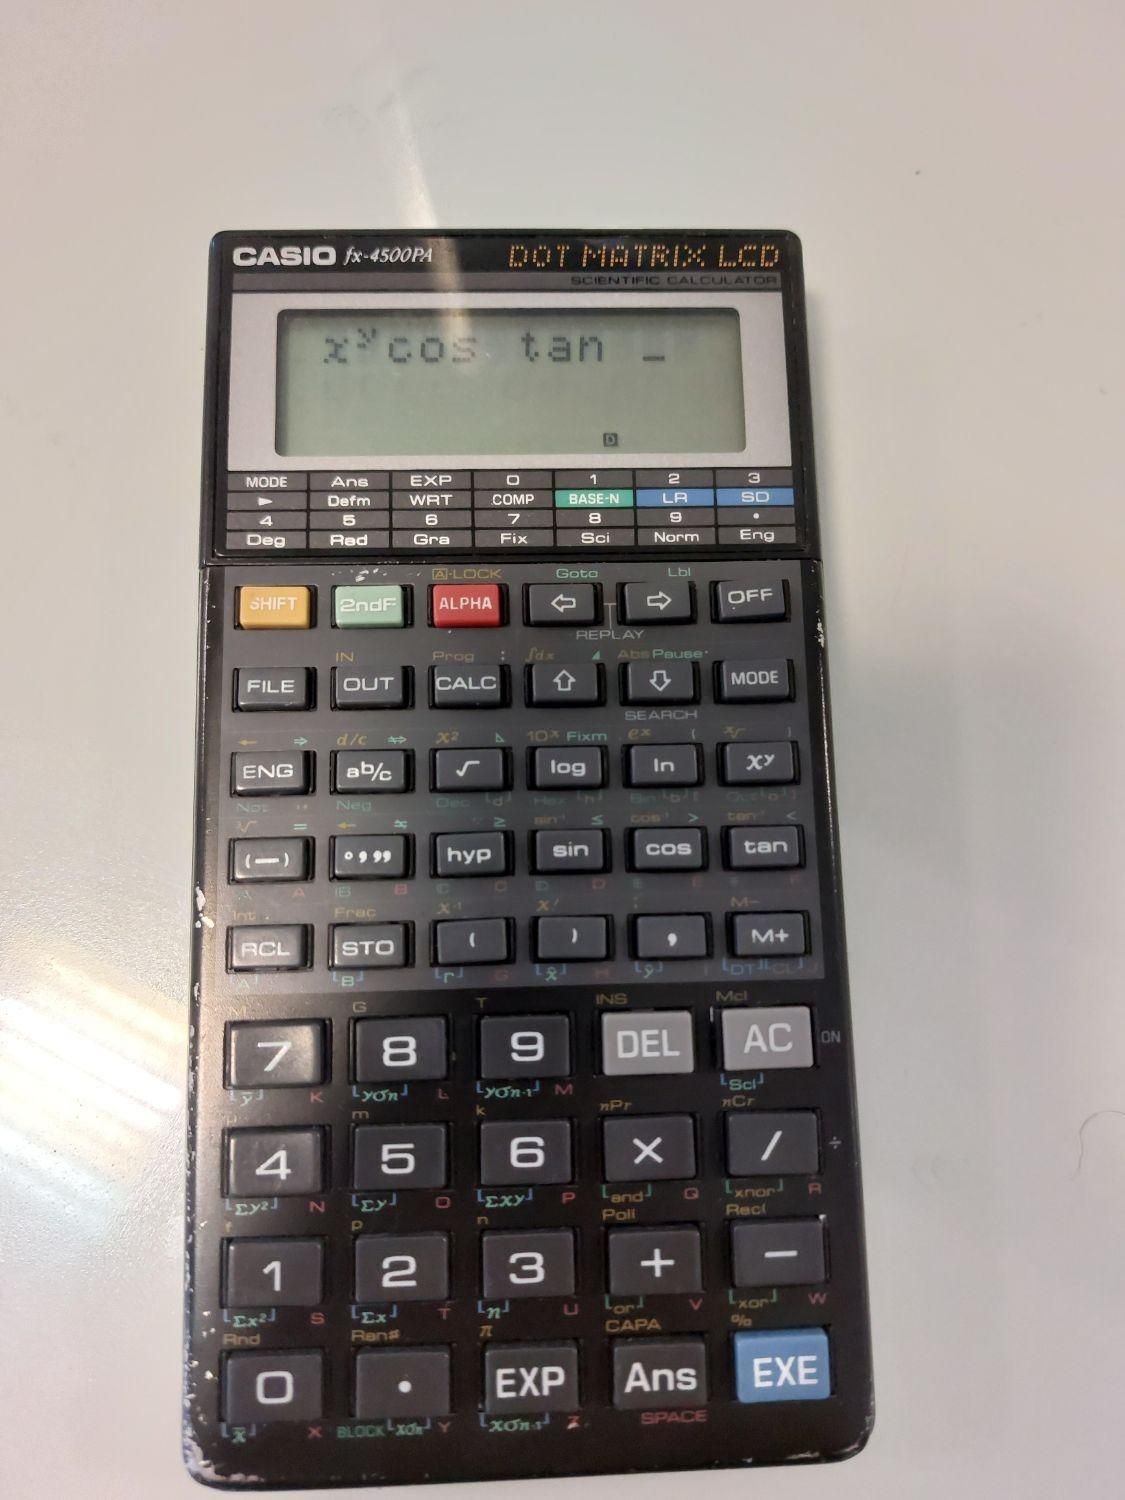 CASIO fx-4500PA DOT MATRIX LCD
SCIENTIFIC CALCULATOR
xʸcos tan _
D
MODE Ans EXP 0 1 2 3
► Defm WRT COMP BASE-N LR SD
4 5 6 7 8 9 •
Deg Rad Gra Fix Sci Norm Eng
A-LOCK Goto Lbl
SHIFT 2ndF ALPHA ⇦ ⇨ OFF
REPLAY
IN Prog : ∫dx ◢ Abs Pause
FILE OUT CALC ⇧ ⇩ MODE
SEARCH
← ⇒ d/c x² 10ˣ Fixm eˣ ( ˣ√ )
ENG ab/c √ log ln xʸ
Not Neg Dec [d] Hex [h] Bin [b] [ Oct [o] ]
³√ = ← ≥ sin⁻¹ ≤ cos⁻¹ > tan⁻¹ <
(—) °,,, hyp sin cos tan
A A B B C C D D E E F
Int Frac x⁻¹ x! ; M−
RCL STO ( ) , M+
[A] [B] [r] G [x̂] H [ŷ] I [DT] [CL] J
M G T INS Mcl
7 8 9 DEL AC ON
[ȳ] K [yσn] L [yσn-1] M [Scl]
m k nPr nCr
4 5 6 × / ÷
[Σy²] N [Σy] O [Σxy] P [and] Q [xnor] R
f p n Pol( Rec(
1 2 3 + −
[Σx²] S [Σx] T [n] U [or] V [xor] W
Rnd Ran# π CAPA %
0 • EXP Ans EXE
[x̄] X BLOCK [xσn] Y [xσn-1] Z SPACE